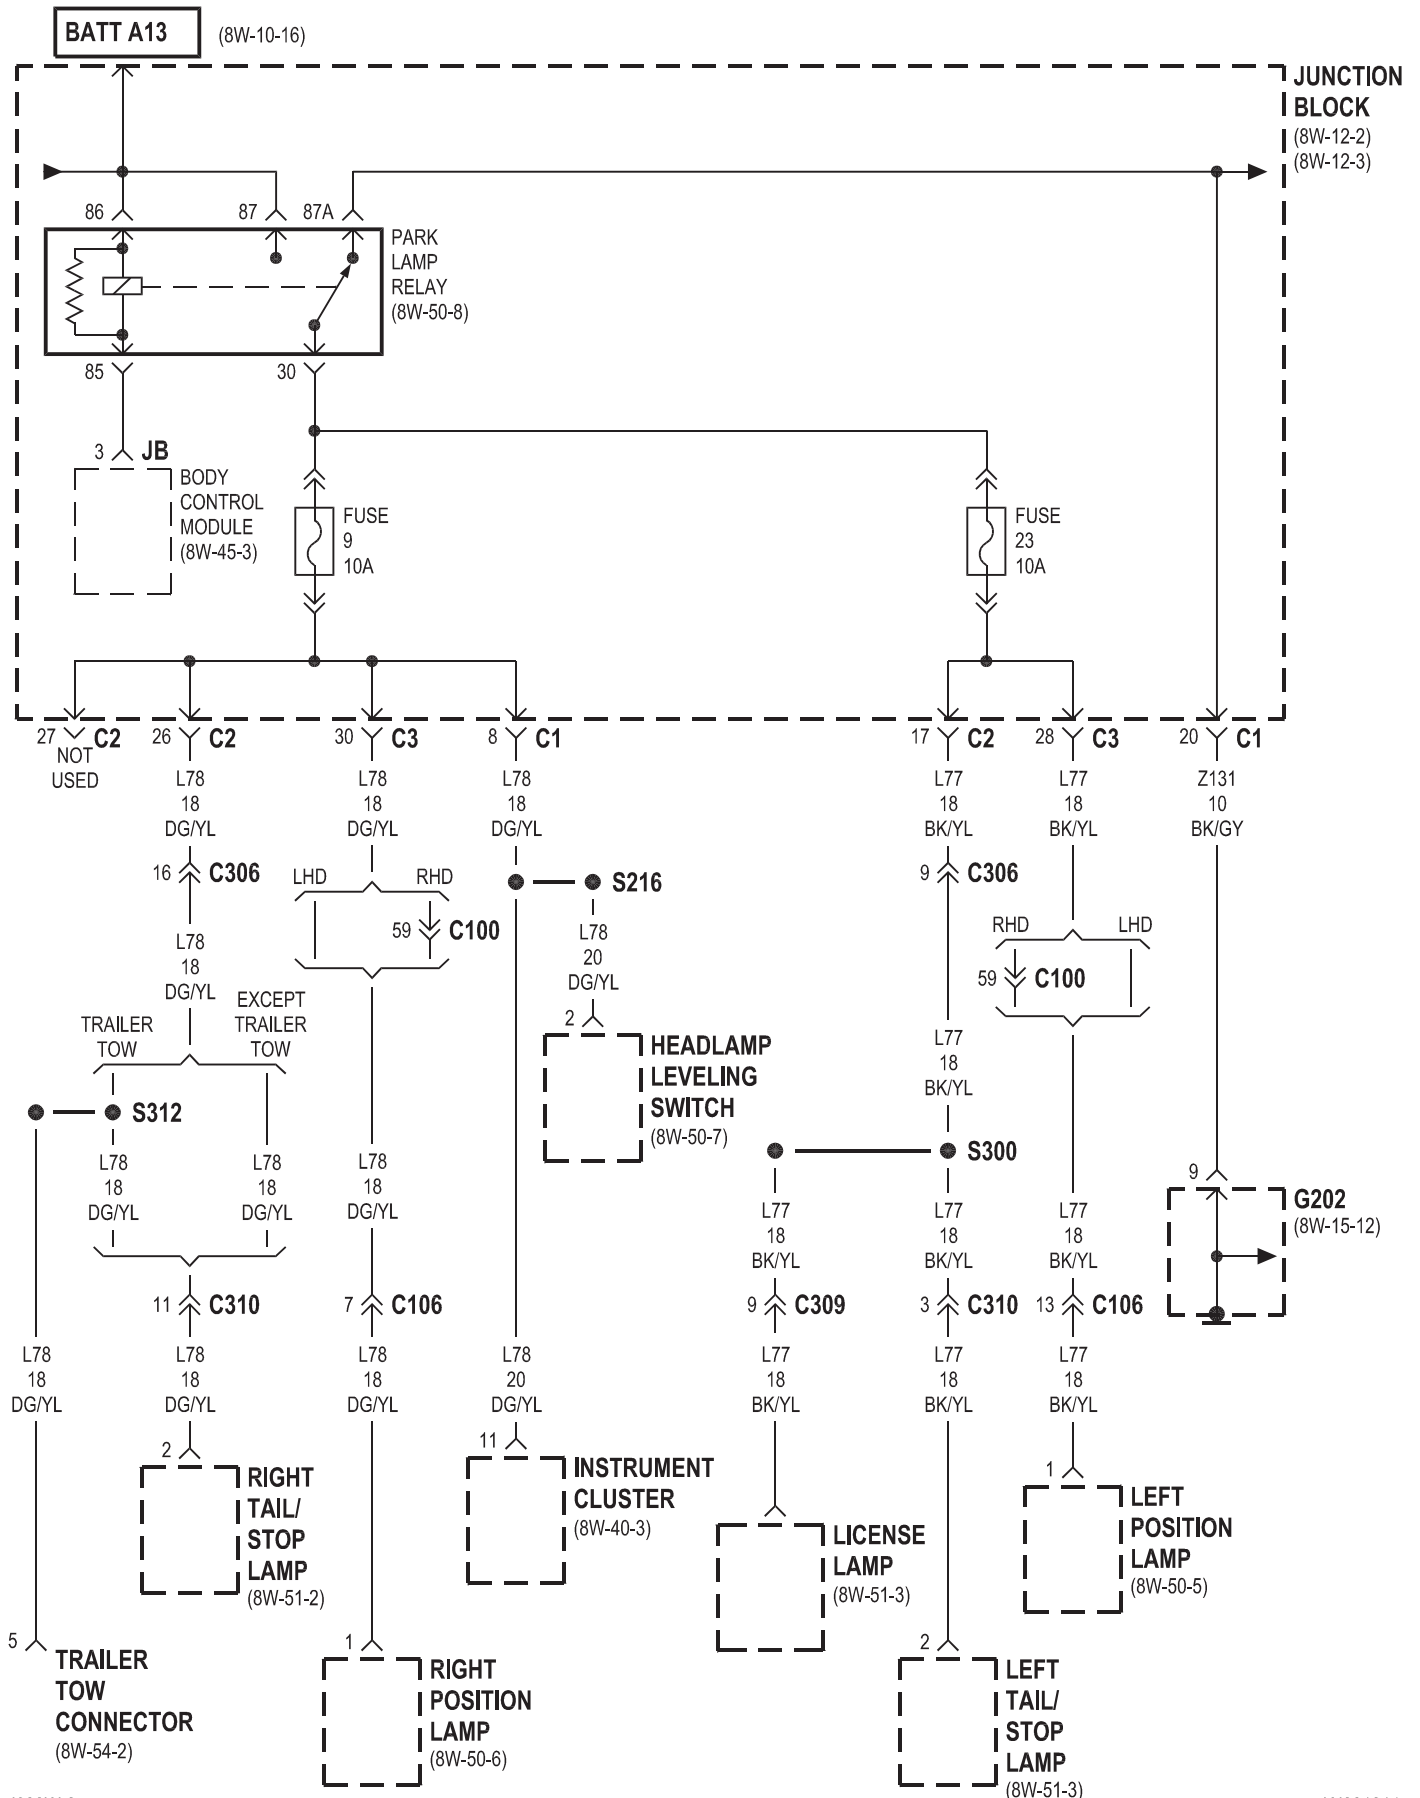 BATT A13 (8W-10-16)
JUNCTION
BLOCK
(8W-12-2)
(8W-12-3)
86 87 87A
PARK
LAMP
RELAY
(8W-50-8)
85 30
3 JB
BODY
CONTROL
MODULE
(8W-45-3)
FUSE
9
10A
FUSE
23
10A
27 C2 26 C2 30 C3 8 C1 17 C2 28 C3 20 C1
NOT
USED
L78 L78 L78 L77 L77 Z131
18 18 18 18 18 10
DG/YL DG/YL DG/YL BK/YL BK/YL BK/GY
16 C306 LHD RHD S216 9 C306
59 C100
L78
20
DG/YL
RHD LHD
59 C100
L78
18
DG/YL
TRAILER
TOW
EXCEPT
TRAILER
TOW
2
HEADLAMP
LEVELING
SWITCH
(8W-50-7)
L77
18
BK/YL
S312
S300
L78 L78 L78
18 18 18
DG/YL DG/YL DG/YL
9
G202
(8W-15-12)
L77 L77 L77
18 18 18
BK/YL BK/YL BK/YL
11 C310 7 C106 9 C309 3 C310 13 C106
L78 L78 L78 L78 L77 L77 L77
18 18 18 20 18 18 18
DG/YL DG/YL DG/YL DG/YL BK/YL BK/YL BK/YL
2
RIGHT
TAIL/
STOP
LAMP
(8W-51-2)
11
INSTRUMENT
CLUSTER
(8W-40-3)
LICENSE
LAMP
(8W-51-3)
1
LEFT
POSITION
LAMP
(8W-50-5)
5
TRAILER
TOW
CONNECTOR
(8W-54-2)
1
RIGHT
POSITION
LAMP
(8W-50-6)
2
LEFT
TAIL/
STOP
LAMP
(8W-51-3)